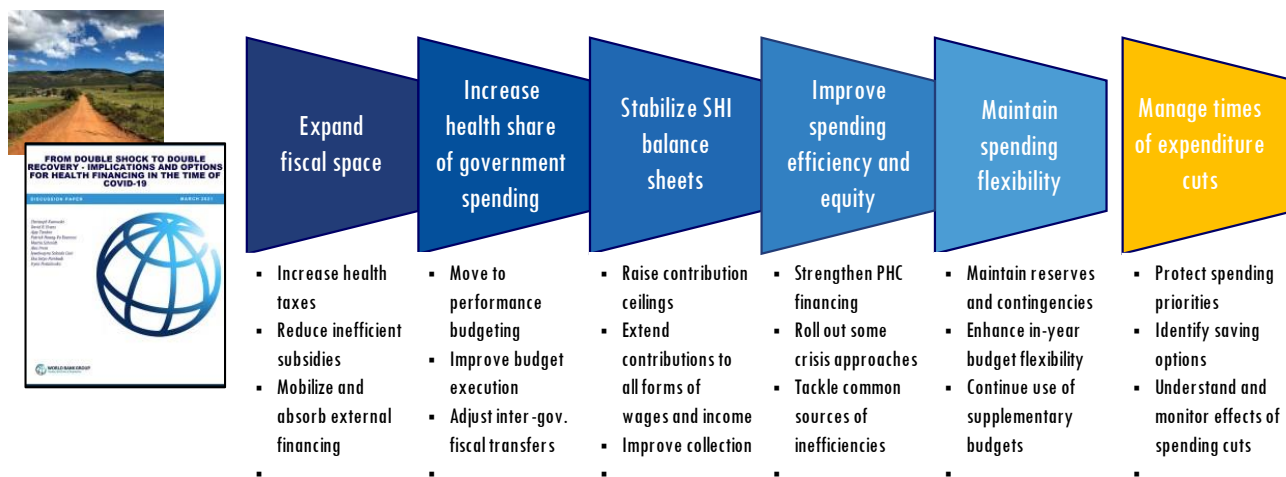 FROM DOUBLE SHOCK TO DOUBLE
RECOVERY - IMPLICATIONS AND OPTIONS
FOR HEALTH FINANCING IN THE TIME OF
COVID-19
DISCUSSION PAPER
MARCH 2021
WORLD BANK GROUP
Expand
fiscal space
▪ Increase health
taxes
▪ Reduce inefficient
subsidies
▪ Mobilize and
absorb external
financing
▪
Increase
health share
of government
spending
▪ Move to
performance
budgeting
▪ Improve budget
execution
▪ Adjust inter-gov.
fiscal transfers
▪
Stabilize SHI
balance
sheets
▪ Raise contribution
ceilings
▪ Extend
contributions to
all forms of
wages and income
▪ Improve collection
▪
Improve
spending
efficiency and
equity
▪ Strengthen PHC
financing
▪ Roll out some
crisis approaches
▪ Tackle common
sources of
inefficiencies
▪
Maintain
spending
flexibility
▪ Maintain reserves
and contingencies
▪ Enhance in-year
budget flexibility
▪ Continue use of
supplementary
budgets
▪
Manage times
of expenditure
cuts
▪ Protect spending
priorities
▪ Identify saving
options
▪ Understand and
monitor effects of
spending cuts
▪